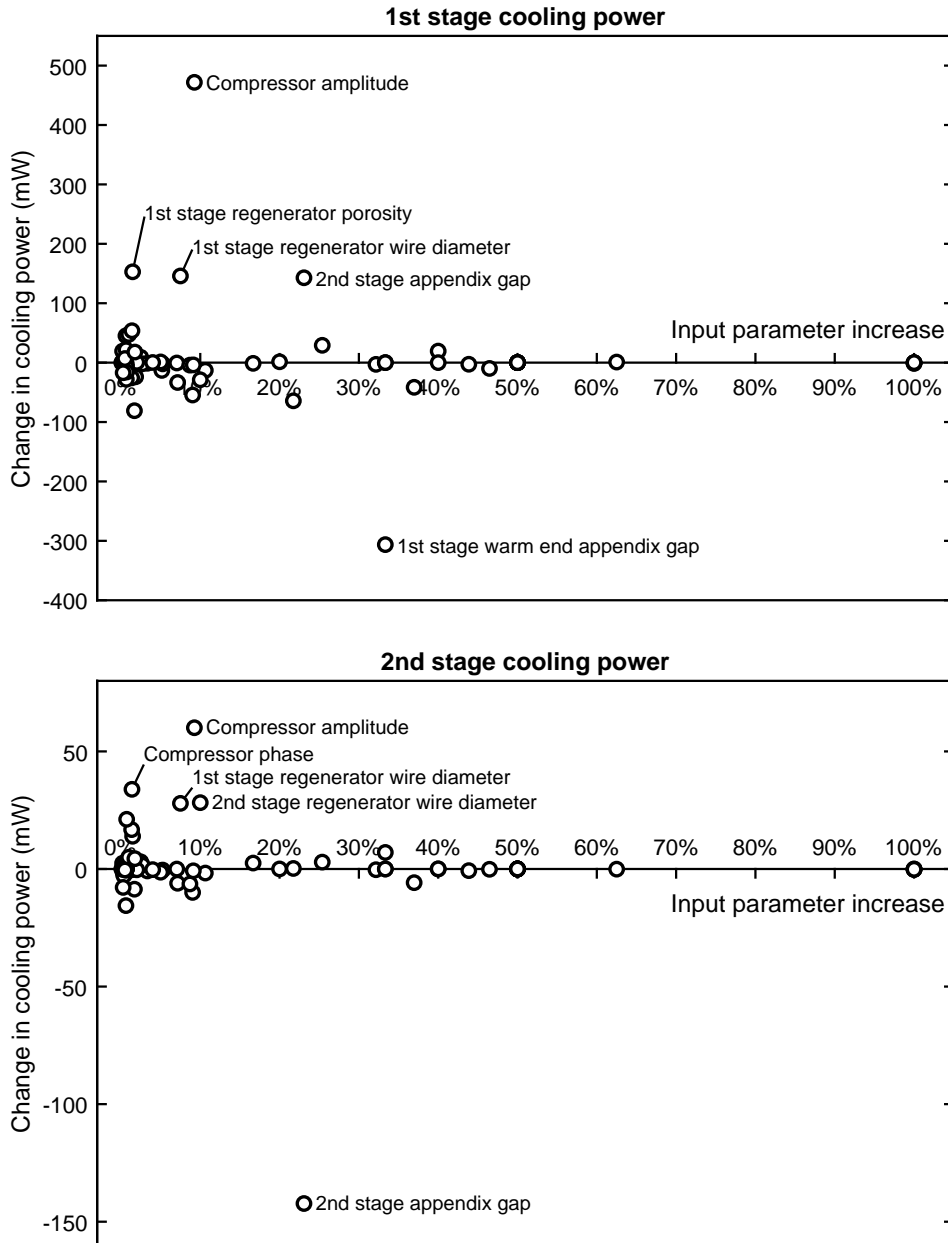 1st stage cooling power
500
Compressor amplitude
400
300
1st stage regenerator porosity
200
1st stage regenerator wire diameter
2nd stage appendix gap
100
Input parameter increase
0
0% 10% 20% 30% 40% 50% 60% 70% 80% 90% 100%
-100
-200
-300
1st stage warm end appendix gap
-400
Change in cooling power (mW)
2nd stage cooling power
Compressor amplitude
50
Compressor phase
1st stage regenerator wire diameter
2nd stage regenerator wire diameter
0% 10% 20% 30% 40% 50% 60% 70% 80% 90% 100%
0
Input parameter increase
-50
-100
2nd stage appendix gap
-150
Change in cooling power (mW)